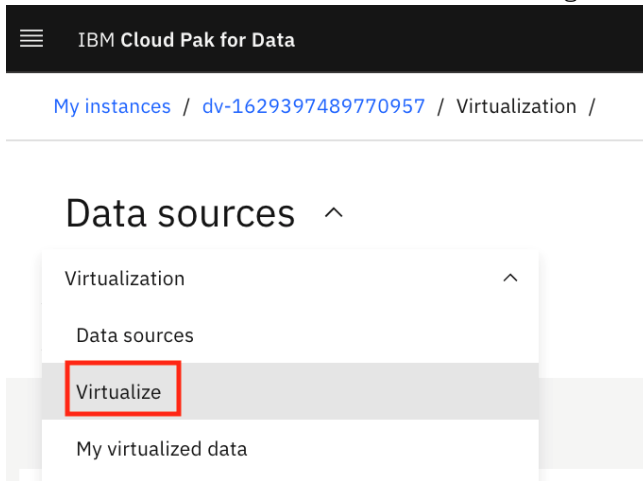 IBM Cloud Pak for Data
My instances / dv-1629397489770957 / Virtualization /
Data sources
Virtualization
Data sources
Virtualize
My virtualized data